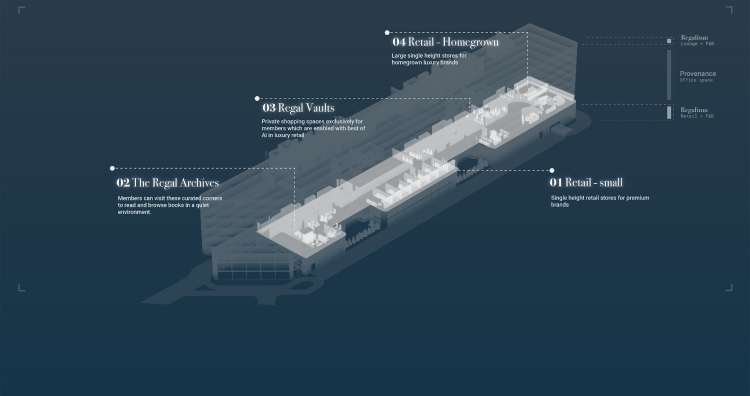 04 Retail - Homegrown
Large single height stores for
homegrown luxury brands
03 Regal Vaults
Private shopping spaces exclusively for
members which are enabled with best of
AI in luxury retail
02 The Regal Archives
Members can visit these curated corners
to read and browse books in a quiet
environment.
01 Retail - small
Single height retail stores for premium
brands
Regalium
Lounge + F&B
Provenance
Office space
Regalium
Retail + F&B